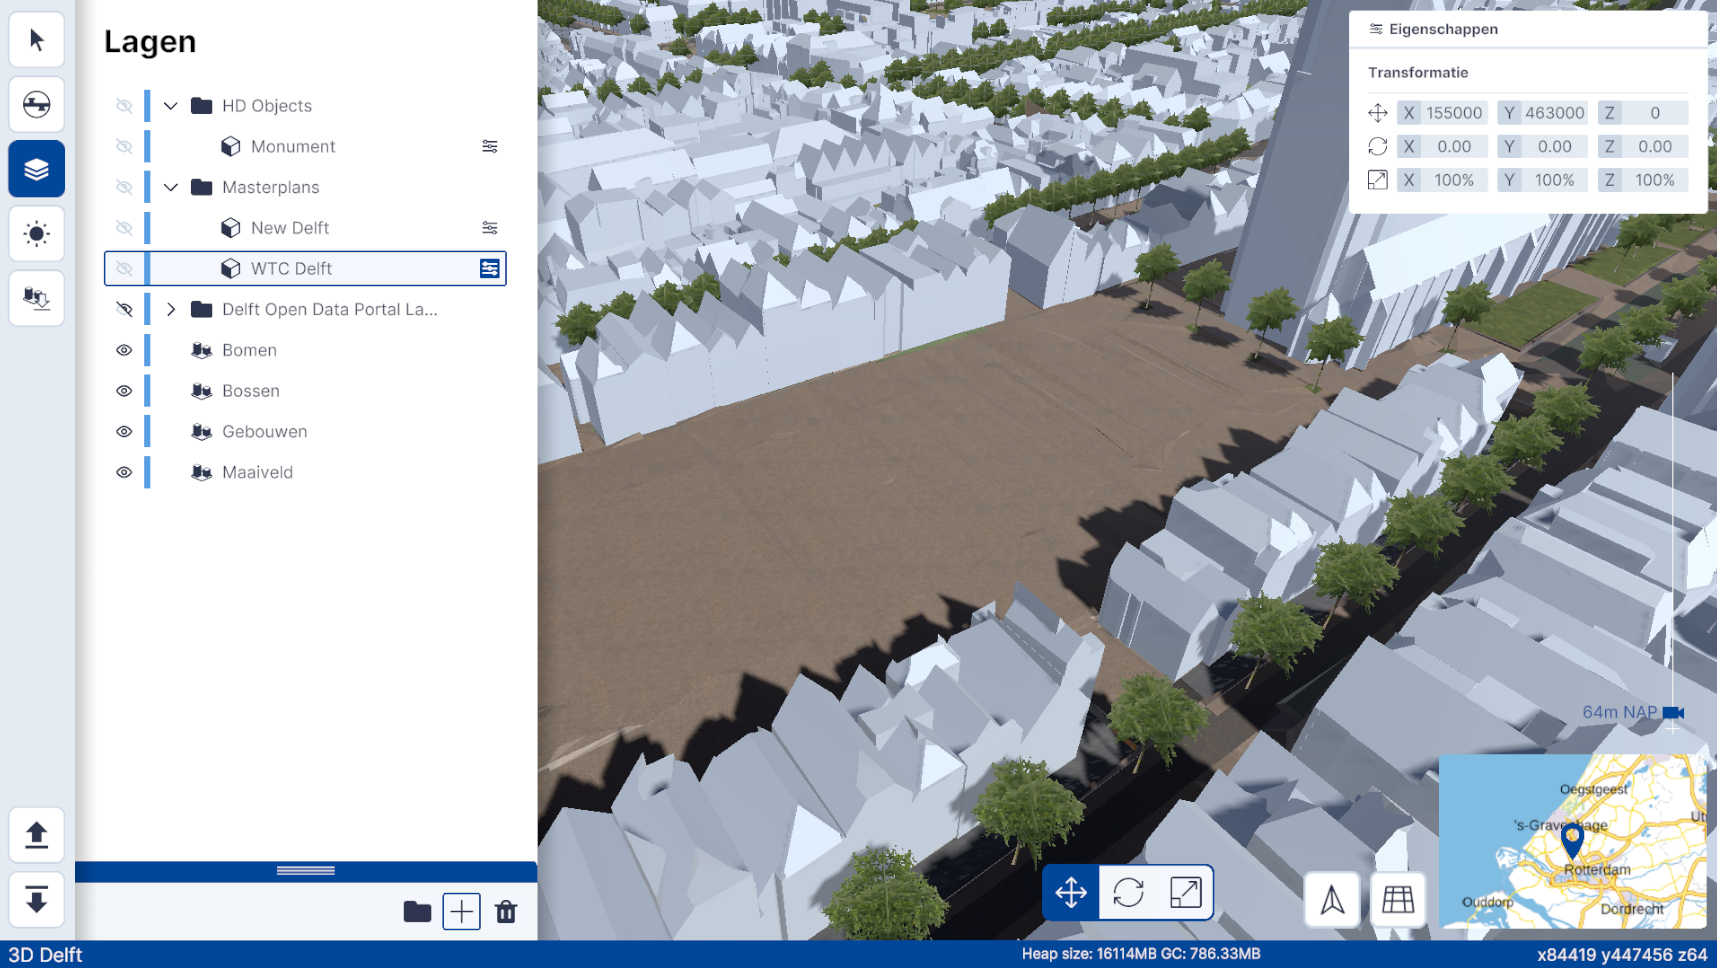 Lagen
HD Objects
Monument
Masterplans
New Delft
WTC Delft
Delft Open Data Portal La...
Bomen
Bossen
Gebouwen
Maaiveld
Eigenschappen
Transformatie
X 155000 Y 463000 Z 0
X 0.00 Y 0.00 Z 0.00
X 100% Y 100% Z 100%
64m NAP
Oegstgeest
Rotterdam
Ouddorp
Dordrecht
3D Delft
Heap size: 16114MB GC: 786.33MB
x84419 y447456 z64